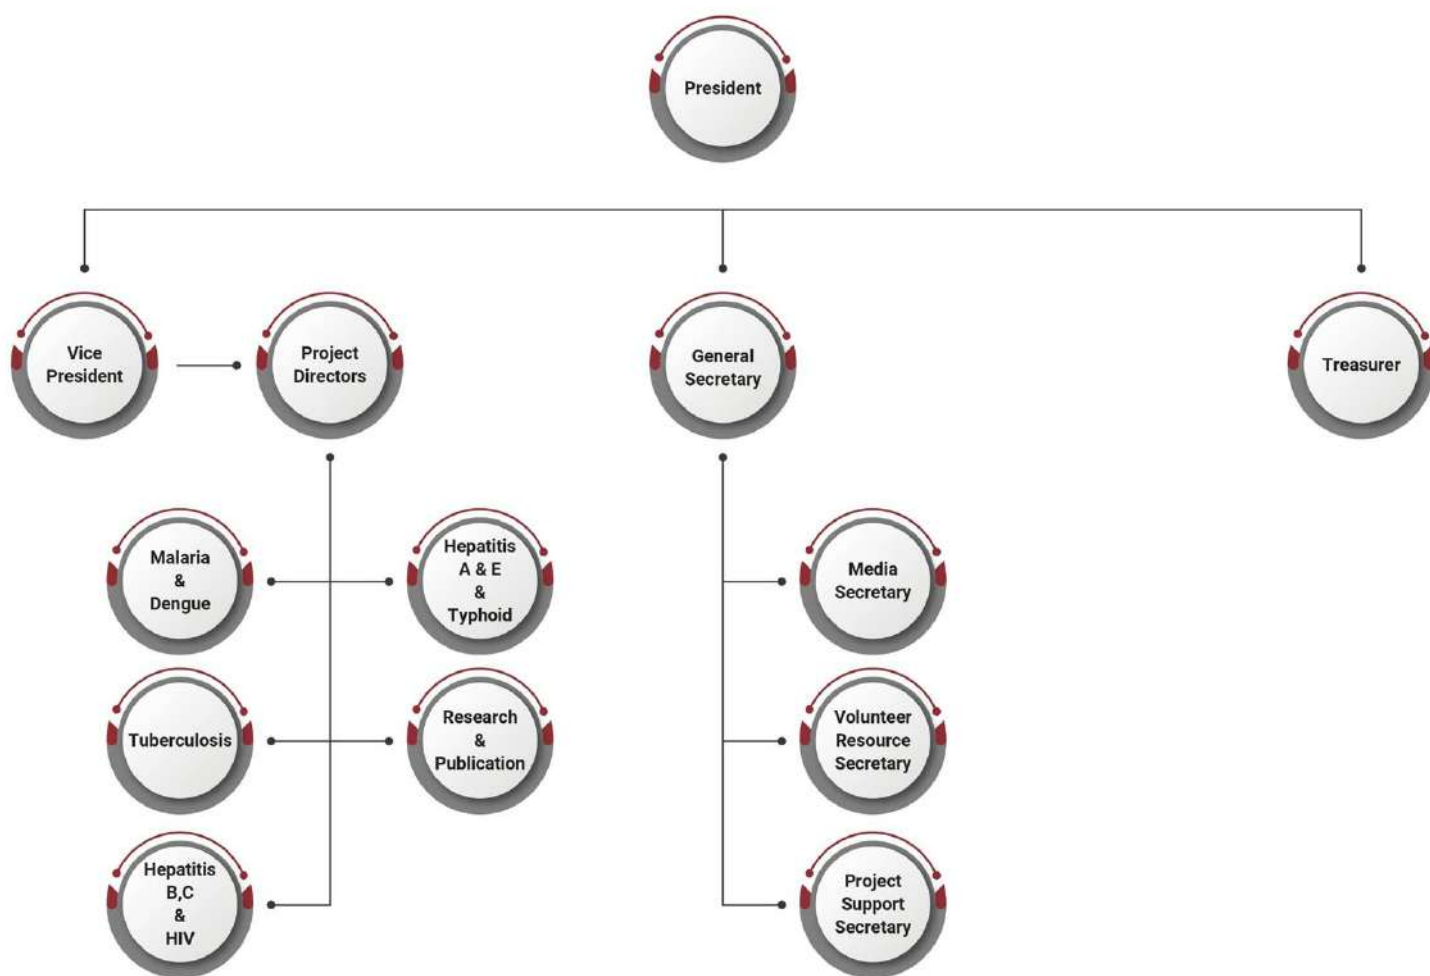 President
Vice
President
Project
Directors
General
Secretary
Treasurer
Malaria
&
Dengue
Hepatitis
A & E
&
Typhoid
Media
Secretary
Tuberculosis
Research
&
Publication
Volunteer
Resource
Secretary
Hepatitis
B,C
&
HIV
Project
Support
Secretary